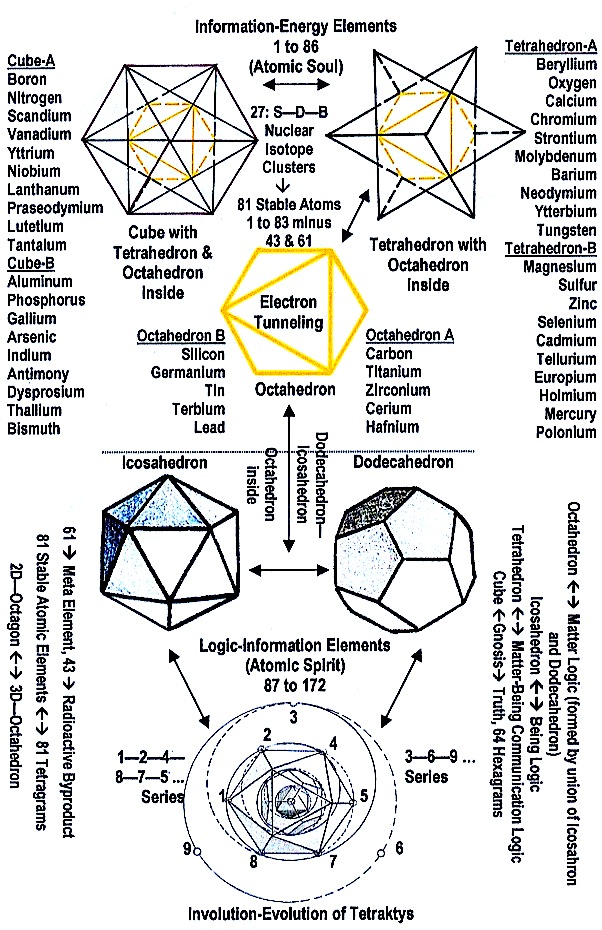 Information-Energy Elements
1 to 86
(Atomic Soul)
Cube-A
Boron
Nitrogen
Scandium
Vanadium
Yttrium
Niobium
Lanthanum
Praseodymium
Lutetium
Tantalum
Cube-B
Aluminum
Phosphorus
Gallium
Arsenic
Indium
Antimony
Dysprosium
Thallium
Bismuth
27: S—D—B
Nuclear
Isotope
Clusters
↓
81 Stable Atoms
1 to 83 minus
43 & 61
Tetrahedron-A
Beryllium
Oxygen
Calcium
Chromium
Strontium
Molybdenum
Barium
Neodymium
Ytterbium
Tungsten
Tetrahedron-B
Magnesium
Sulfur
Zinc
Selenium
Cadmium
Tellurium
Europium
Holmium
Mercury
Polonium
Cube with
Tetrahedron &
Octahedron
Inside
Tetrahedron with
Octahedron
Inside
Electron
Tunneling
Octahedron
Octahedron B
Silicon
Germanium
Tin
Terbium
Lead
Octahedron A
Carbon
Titanium
Zirconium
Cerium
Hafnium
Icosahedron
Dodecahedron
Dodecahedron—
Icosahedron
Octahedron
inside
Logic-Information Elements
(Atomic Spirit)
87 to 172
61 → Meta Element, 43 → Radioactive Byproduct
81 Stable Atomic Elements ←→ 81 Tetragrams
2D—Octagon ←→ 3D—Octahedron
Octahedron ←→ Matter Logic (formed by union of Icosahron
and Dodecahedron)
Icosahedron ←→ Being Logic
Tetrahedron ←→ Matter-Being Communication Logic
Cube ←Gnosis→ Truth, 64 Hexagrams
1—2—4—
8—7—5 ...
Series
3—6—9 ...
Series
3
2
4
1
5
9
6
8
7
Involution-Evolution of Tetraktys